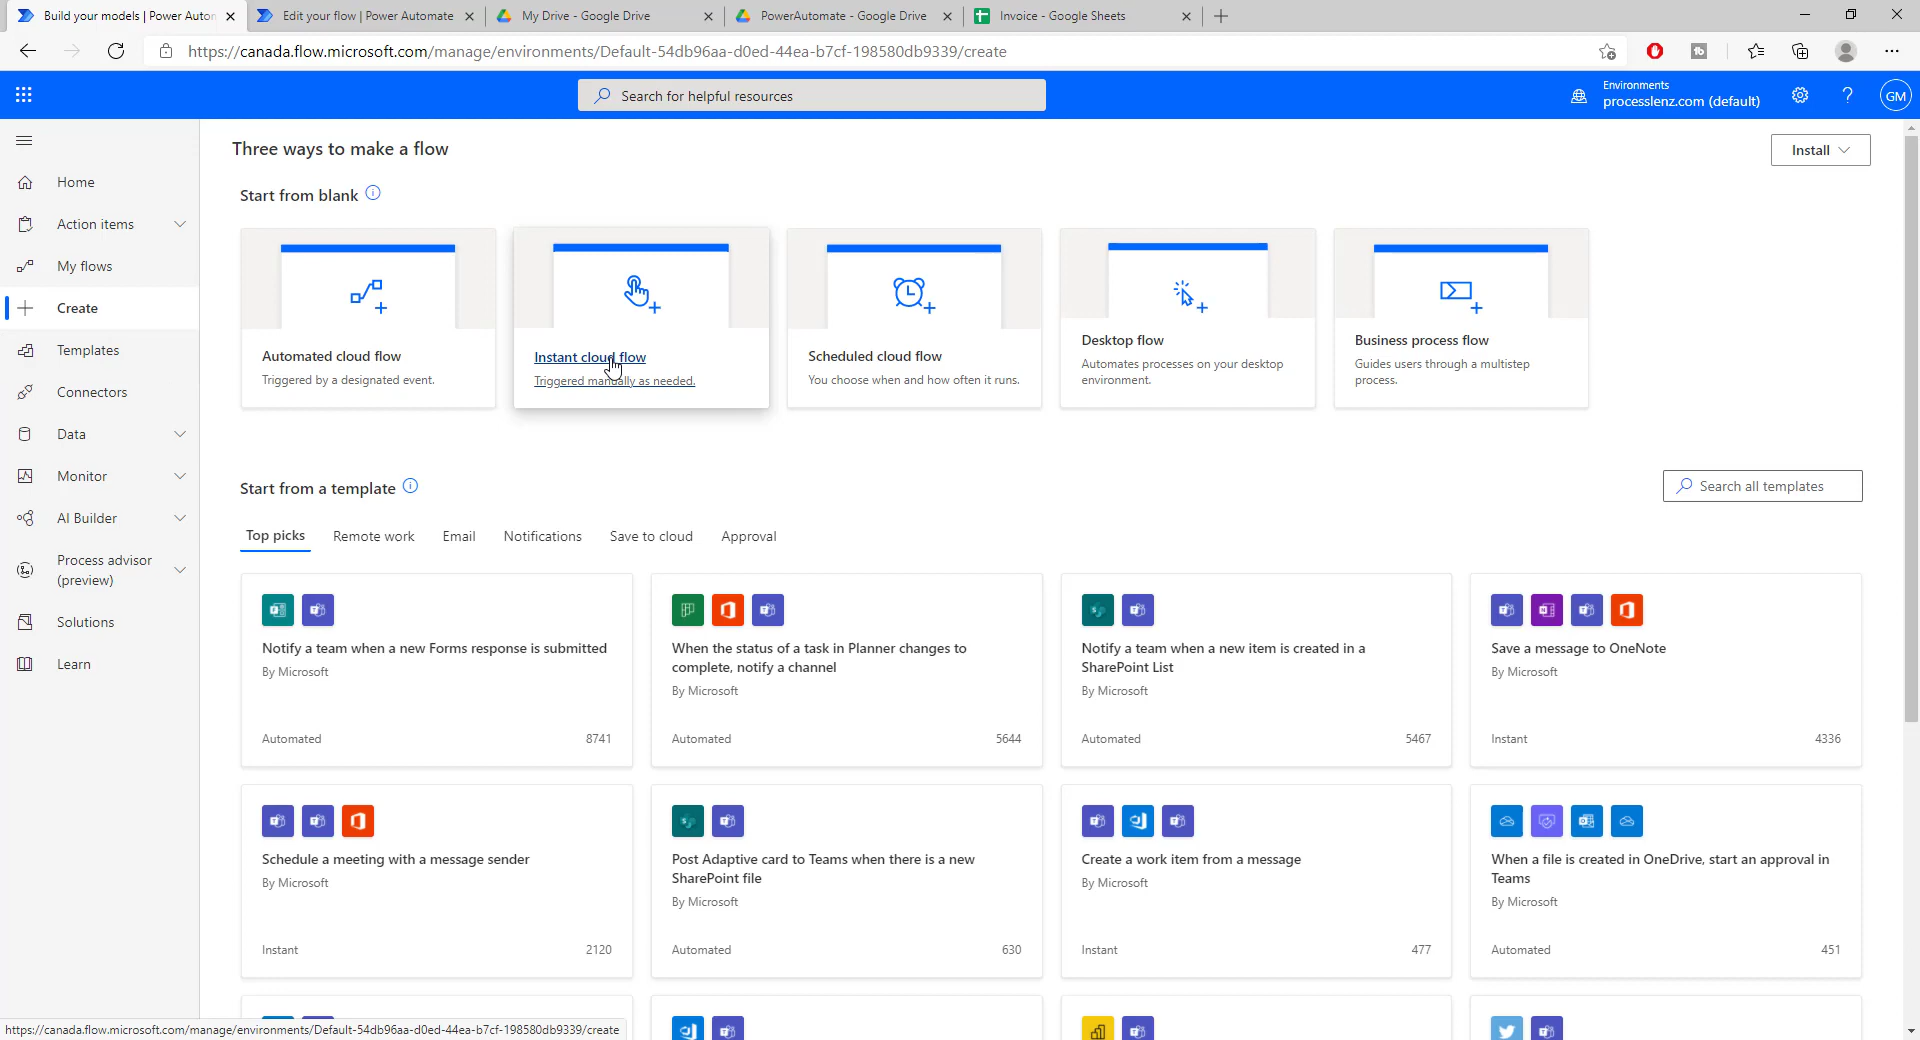 Build your models | Power Auton
Edit your flow | Power Automate
My Drive - Google Drive
PowerAutomate - Google Drive
Invoice - Google Sheets
https://canada.flow.microsoft.com/manage/environments/Default-54db96aa-d0ed-44ea-b7cf-198580db9339/create
Search for helpful resources
Environments
processlenz.com (default)
?
GM
Home
Action items
My flows
Create
Templates
Connectors
Data
Monitor
AI Builder
Process advisor
(preview)
Solutions
Learn
Three ways to make a flow
Install
Start from blank
Automated cloud flow
Triggered by a designated event.
Instant cloud flow
Triggered manually as needed.
Scheduled cloud flow
You choose when and how often it runs.
Desktop flow
Automates processes on your desktop
environment.
Business process flow
Guides users through a multistep
process.
Start from a template
Search all templates
Top picks
Remote work
Email
Notifications
Save to cloud
Approval
Notify a team when a new Forms response is submitted
By Microsoft
Automated
8741
When the status of a task in Planner changes to
complete, notify a channel
By Microsoft
Automated
5644
Notify a team when a new item is created in a
SharePoint List
By Microsoft
Automated
5467
Save a message to OneNote
By Microsoft
Instant
4336
Schedule a meeting with a message sender
By Microsoft
Instant
2120
Post Adaptive card to Teams when there is a new
SharePoint file
By Microsoft
Automated
630
Create a work item from a message
By Microsoft
Instant
477
When a file is created in OneDrive, start an approval in
Teams
By Microsoft
Automated
451
https://canada.flow.microsoft.com/manage/environments/Default-54db96aa-d0ed-44ea-b7cf-198580db9339/create